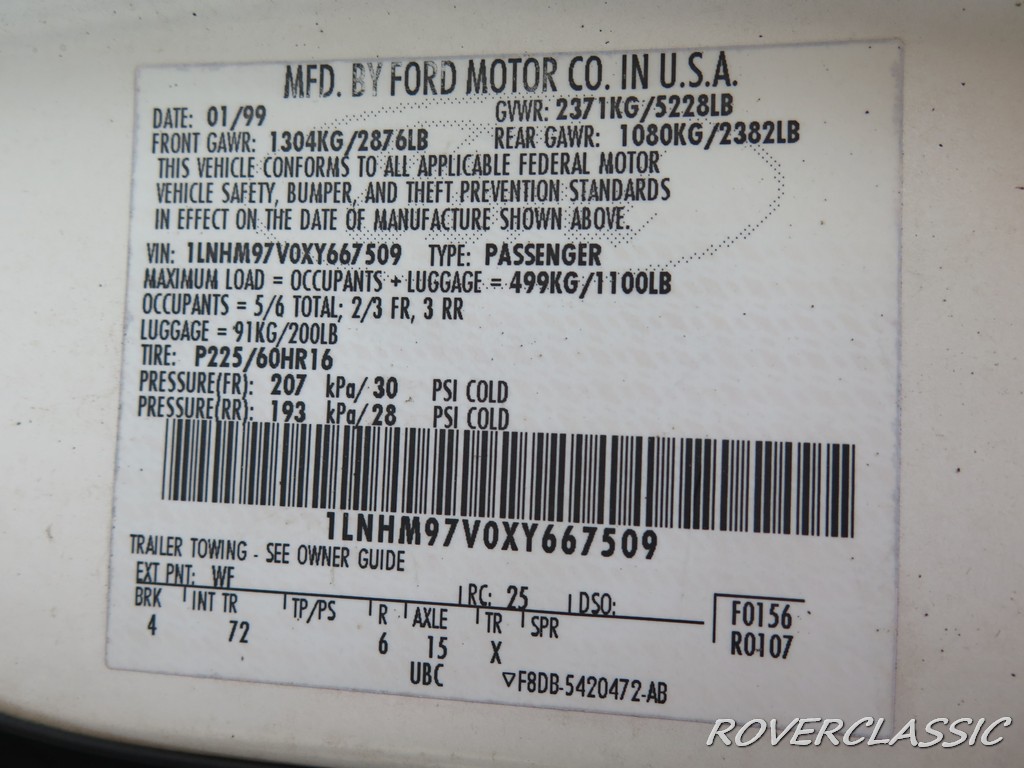 MFD. BY FORD MOTOR CO. IN U.S.A.
DATE: 01/99 GVWR: 2371KG/5228LB
FRONT GAWR: 1304KG/2876LB REAR GAWR: 1080KG/2382LB
THIS VEHICLE CONFORMS TO ALL APPLICABLE FEDERAL MOTOR
VEHICLE SAFETY, BUMPER, AND THEFT PREVENTION STANDARDS
IN EFFECT ON THE DATE OF MANUFACTURE SHOWN ABOVE.
VIN: 1LNHM97V0XY667509 TYPE: PASSENGER
MAXIMUM LOAD = OCCUPANTS + LUGGAGE = 499KG/1100LB
OCCUPANTS = 5/6 TOTAL; 2/3 FR, 3 RR
LUGGAGE = 91KG/200LB
TIRE: P225/60HR16
PRESSURE(FR): 207 kPa/30 PSI COLD
PRESSURE(RR): 193 kPa/28 PSI COLD
1LNHM97V0XY667509
TRAILER TOWING - SEE OWNER GUIDE
EXT PNT: WF RC: 25 DSO:
BRK INT TR TP/PS R AXLE TR SPR F0156
4 72 6 15 X R0107
UBC ▽F8DB-5420472-AB
ROVERCLASSIC